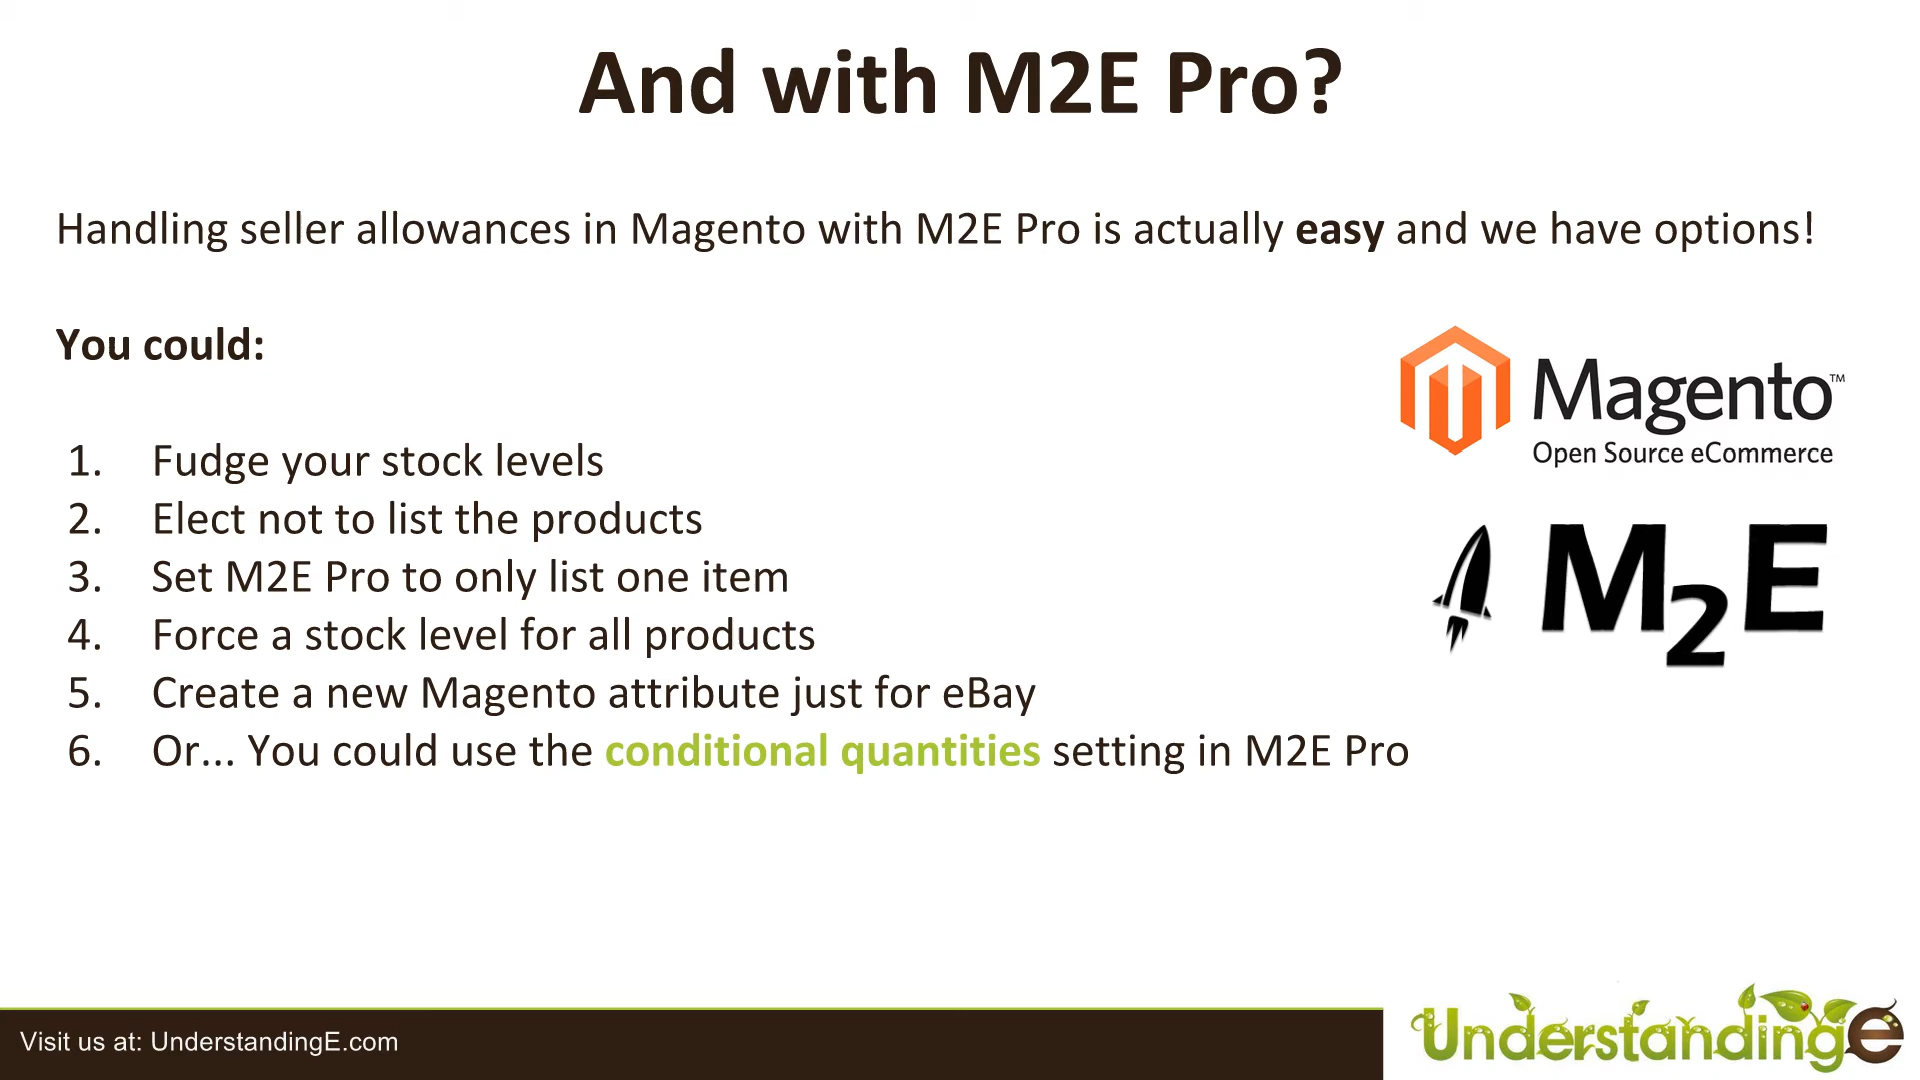 And with M2E Pro?
Handling seller allowances in Magento with M2E Pro is actually easy and we have options!
You could:
1. Fudge your stock levels
2. Elect not to list the products
3. Set M2E Pro to only list one item
4. Force a stock level for all products
5. Create a new Magento attribute just for eBay
6. Or... You could use the conditional quantities setting in M2E Pro
Magento™
Open Source eCommerce
M2E
Visit us at: UnderstandingE.com
UnderstandingE